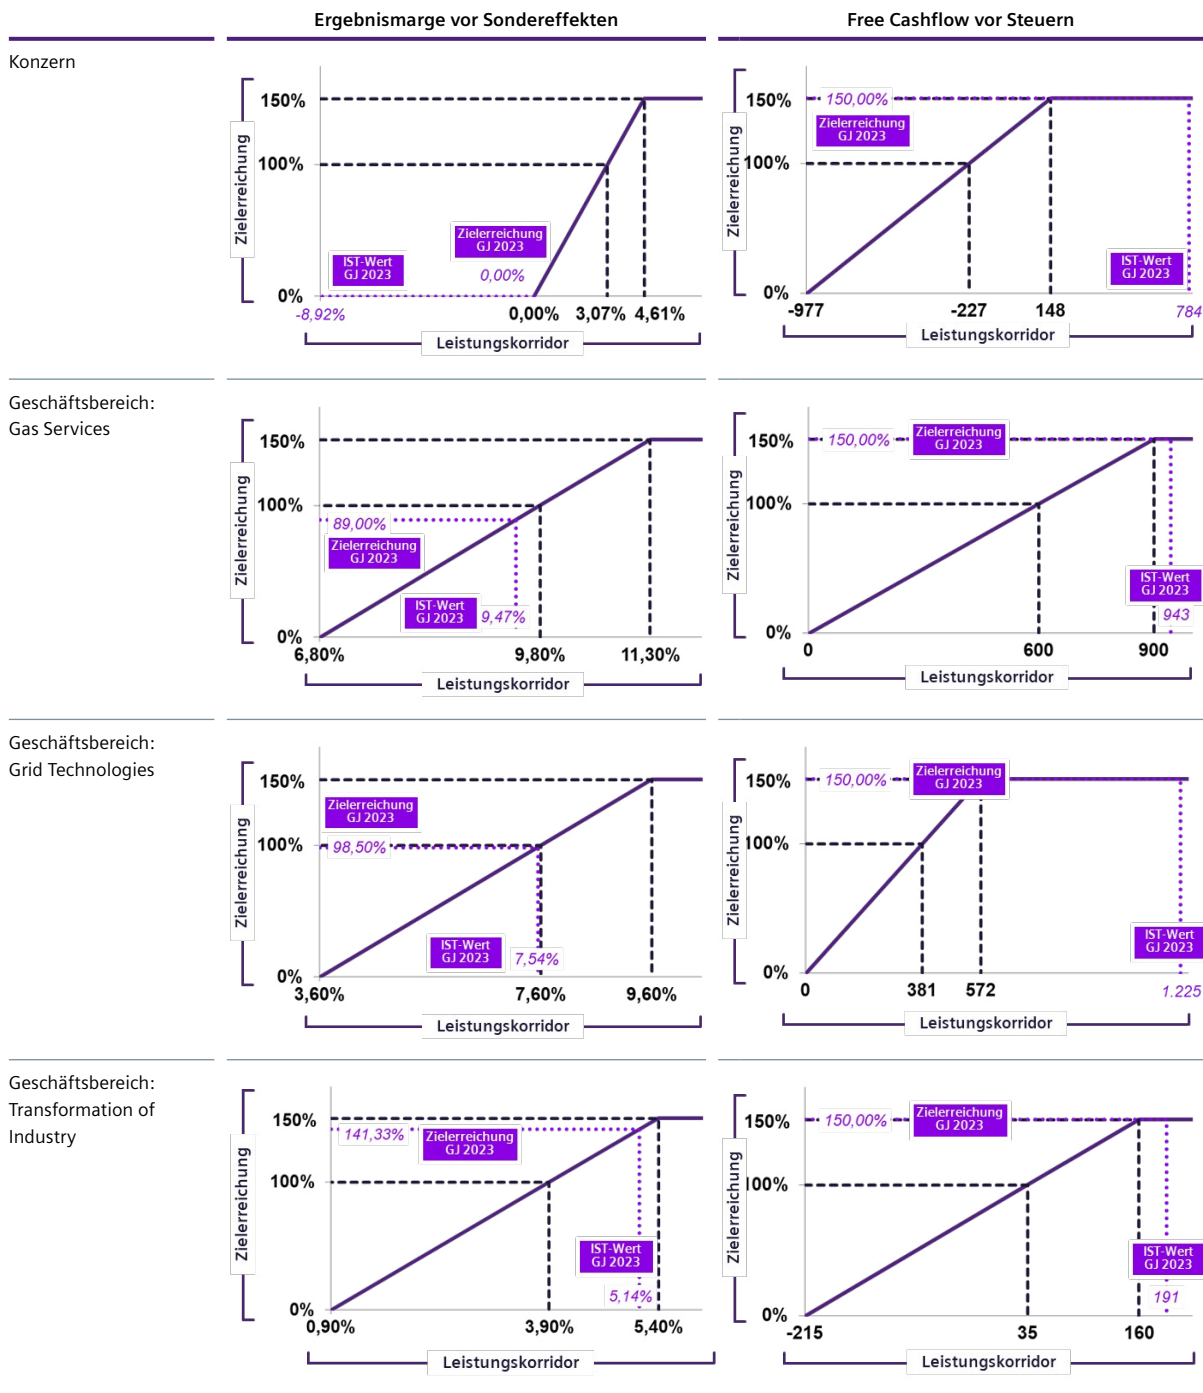 Ergebnismarge vor Sondereffekten
Free Cashflow vor Steuern
Konzern
Zielerreichung
150%
100%
0%
Zielerreichung
GJ 2023
0,00%
IST-Wert
GJ 2023
-8,92%
0,00%
3,07%
4,61%
Leistungskorridor
Zielerreichung
150%
100%
0%
150,00%
Zielerreichung
GJ 2023
IST-Wert
GJ 2023
-977
-227
148
784
Leistungskorridor
Geschäftsbereich:
Gas Services
Zielerreichung
150%
100%
0%
89,00%
Zielerreichung
GJ 2023
IST-Wert
GJ 2023
9,47%
6,80%
9,80%
11,30%
Leistungskorridor
Zielerreichung
150%
100%
0%
150,00%
Zielerreichung
GJ 2023
IST-Wert
GJ 2023
943
0
600
900
Leistungskorridor
Geschäftsbereich:
Grid Technologies
Zielerreichung
150%
100%
0%
Zielerreichung
GJ 2023
98,50%
IST-Wert
GJ 2023
7,54%
3,60%
7,60%
9,60%
Leistungskorridor
Zielerreichung
150%
100%
0%
150,00%
Zielerreichung
GJ 2023
IST-Wert
GJ 2023
0
381
572
1.225
Leistungskorridor
Geschäftsbereich:
Transformation of
Industry
Zielerreichung
150%
100%
0%
141,33%
Zielerreichung
GJ 2023
IST-Wert
GJ 2023
5,14%
0,90%
3,90%
5,40%
Leistungskorridor
Zielerreichung
150%
100%
0%
150,00%
Zielerreichung
GJ 2023
IST-Wert
GJ 2023
191
-215
35
160
Leistungskorridor